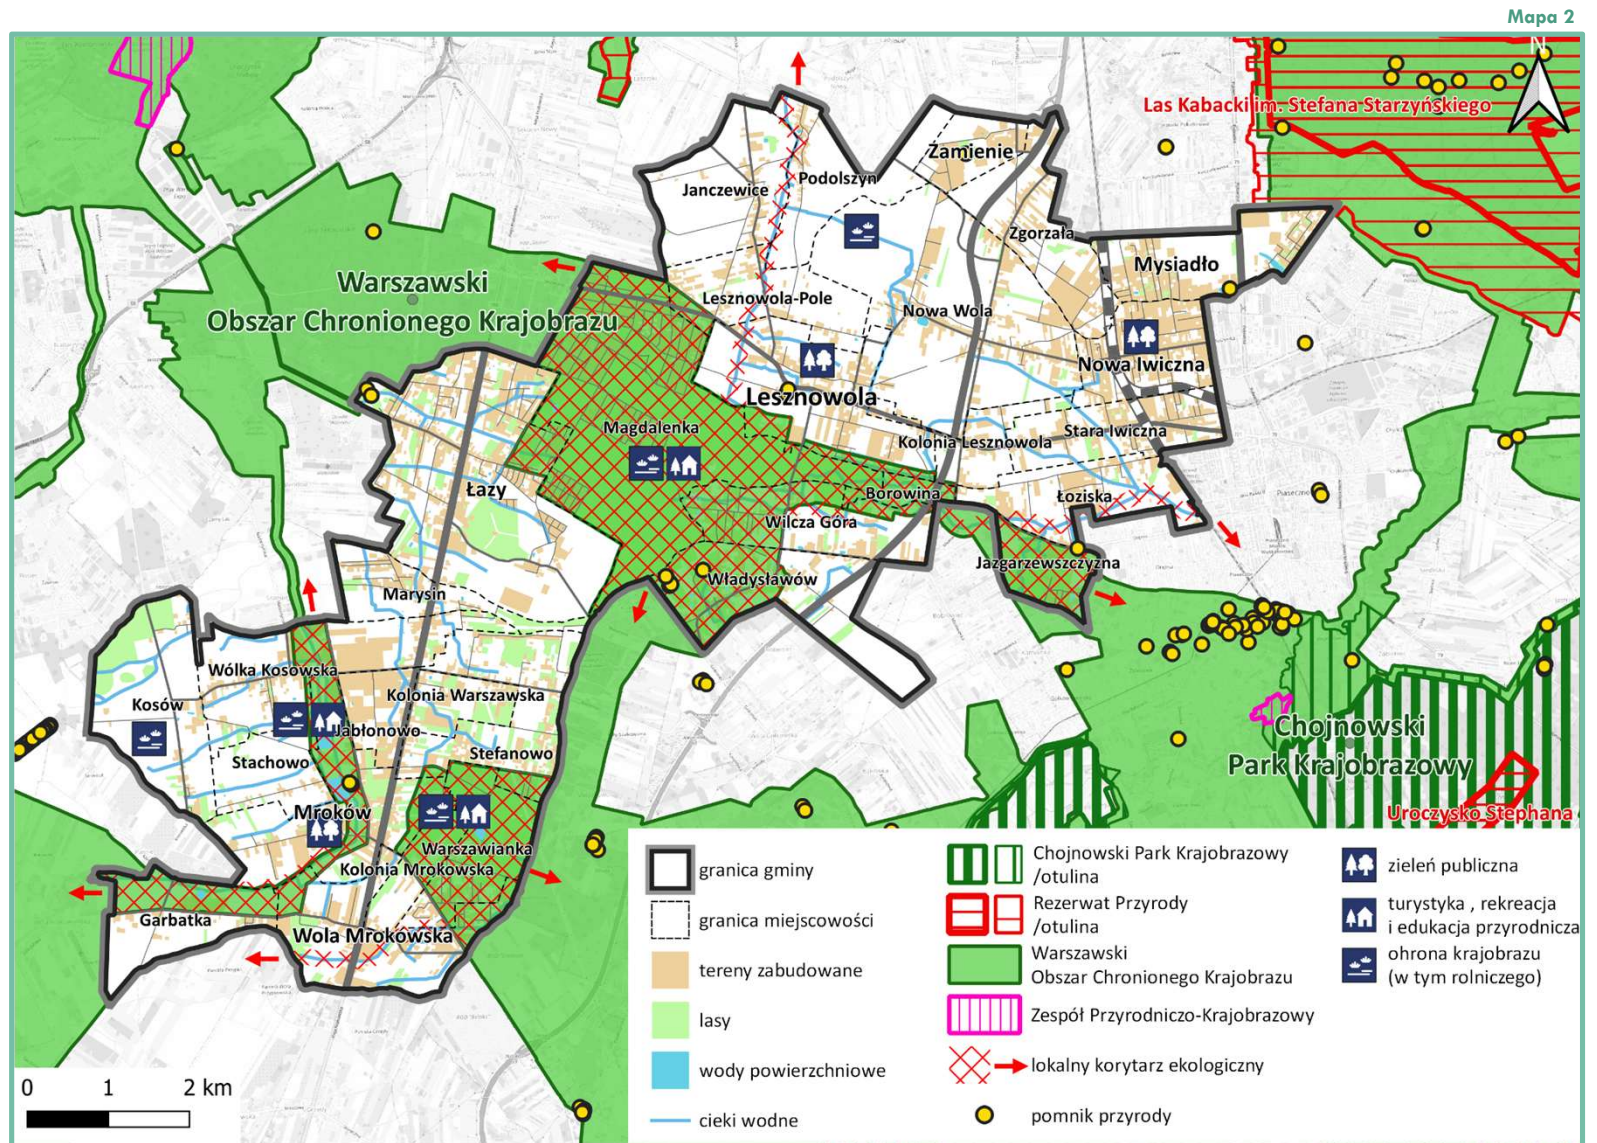 Mapa 2
N
Las Kabacki im. Stefana Starzyńskiego
Zamienie
Podolszyn
Janczewice
Zgorzała
Mysiadło
Warszawski
Obszar Chronionego Krajobrazu
Lesznowola-Pole
Nowa Wola
Nowa Iwiczna
Lesznowola
Magdalenka
Kolonia Lesznowola
Stara Iwiczna
Łazy
Borowina
Łoziska
Wilcza Góra
Piaseczno
Jazgarzewszczyzna
Władysławów
Marysin
Wólka Kosowska
Kosów
Kolonia Warszawska
Jabłonowo
Stefanowo
Stachowo
Chojnowski
Park Krajobrazowy
Mroków
Uroczysko Stephana
Warszawianka
Kolonia Mrokowska
Garbatka
Wola Mrokowska
granica gminy
granica miejscowości
tereny zabudowane
lasy
wody powierzchniowe
cieki wodne
Chojnowski Park Krajobrazowy
/otulina
Rezerwat Przyrody
/otulina
Warszawski
Obszar Chronionego Krajobrazu
Zespół Przyrodniczo-Krajobrazowy
lokalny korytarz ekologiczny
pomnik przyrody
zieleń publiczna
turystyka , rekreacja
i edukacja przyrodnicza
ohrona krajobrazu
(w tym rolniczego)
0 1 2 km